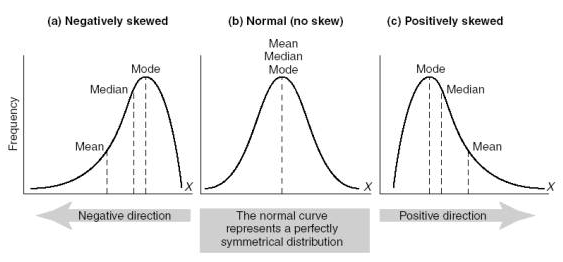 (a) Negatively skewed
(b) Normal (no skew)
(c) Positively skewed
Frequency
Mode
Median
Mean
X
Mean
Median
Mode
X
Mode
Median
Mean
X
Negative direction
The normal curve
represents a perfectly
symmetrical distribution
Positive direction